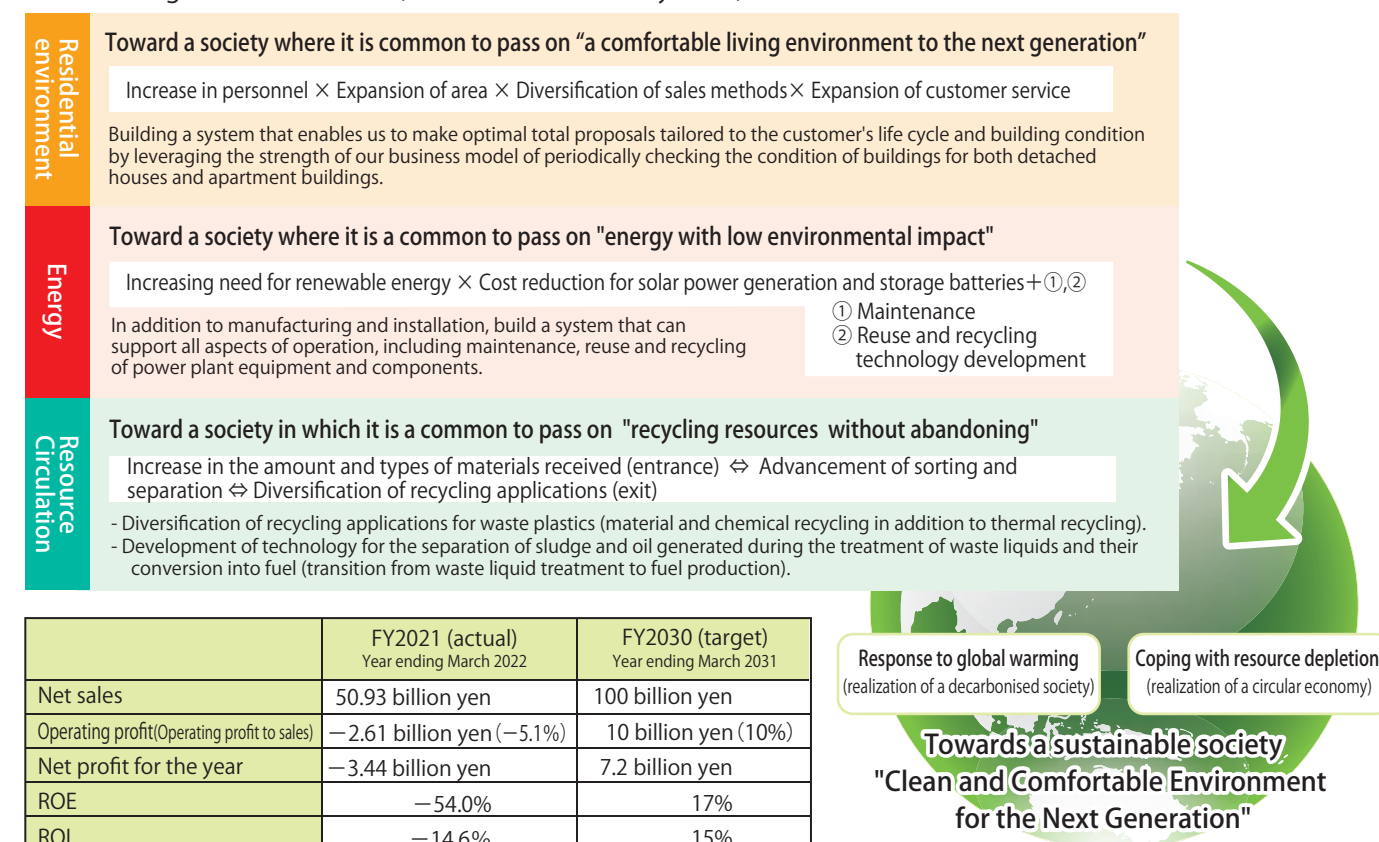 Residential
environment
Toward a society where it is common to pass on “a comfortable living environment to the next generation”
Increase in personnel × Expansion of area × Diversification of sales methods× Expansion of customer service
Building a system that enables us to make optimal total proposals tailored to the customer's life cycle and building condition
by leveraging the strength of our business model of periodically checking the condition of buildings for both detached
houses and apartment buildings.
Energy
Toward a society where it is a common to pass on "energy with low environmental impact"
Increasing need for renewable energy × Cost reduction for solar power generation and storage batteries+①,②
① Maintenance
② Reuse and recycling
technology development
In addition to manufacturing and installation, build a system that can
support all aspects of operation, including maintenance, reuse and recycling
of power plant equipment and components.
Resource
Circulation
Toward a society in which it is a common to pass on "recycling resources without abandoning"
Increase in the amount and types of materials received (entrance) ⇔ Advancement of sorting and
separation ⇔ Diversification of recycling applications (exit)
- Diversification of recycling applications for waste plastics (material and chemical recycling in addition to thermal recycling).
- Development of technology for the separation of sludge and oil generated during the treatment of waste liquids and their
conversion into fuel (transition from waste liquid treatment to fuel production).
FY2021 (actual) FY2030 (target)
Year ending March 2022 Year ending March 2031
Net sales 50.93 billion yen 100 billion yen
Operating profit(Operating profit to sales) −2.61 billion yen (−5.1%) 10 billion yen (10%)
Net profit for the year −3.44 billion yen 7.2 billion yen
ROE −54.0% 17%
ROI −14.6% 15%
Response to global warming
(realization of a decarbonised society)
Coping with resource depletion
(realization of a circular economy)
Towards a sustainable society
"Clean and Comfortable Environment
for the Next Generation"